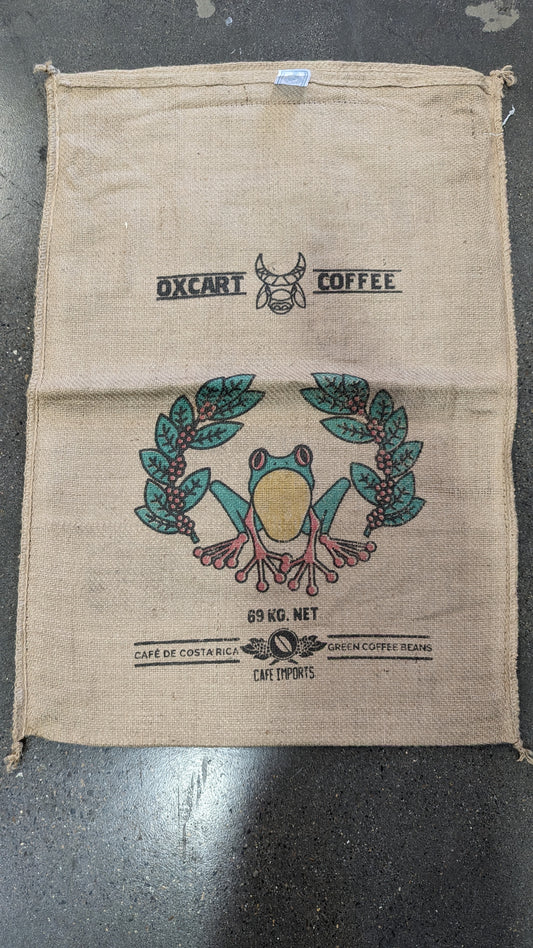 OXCART COFFEE
69 KG. NET
CAFÉ DE COSTA RICA GREEN COFFEE BEANS
CAFE IMPORTS